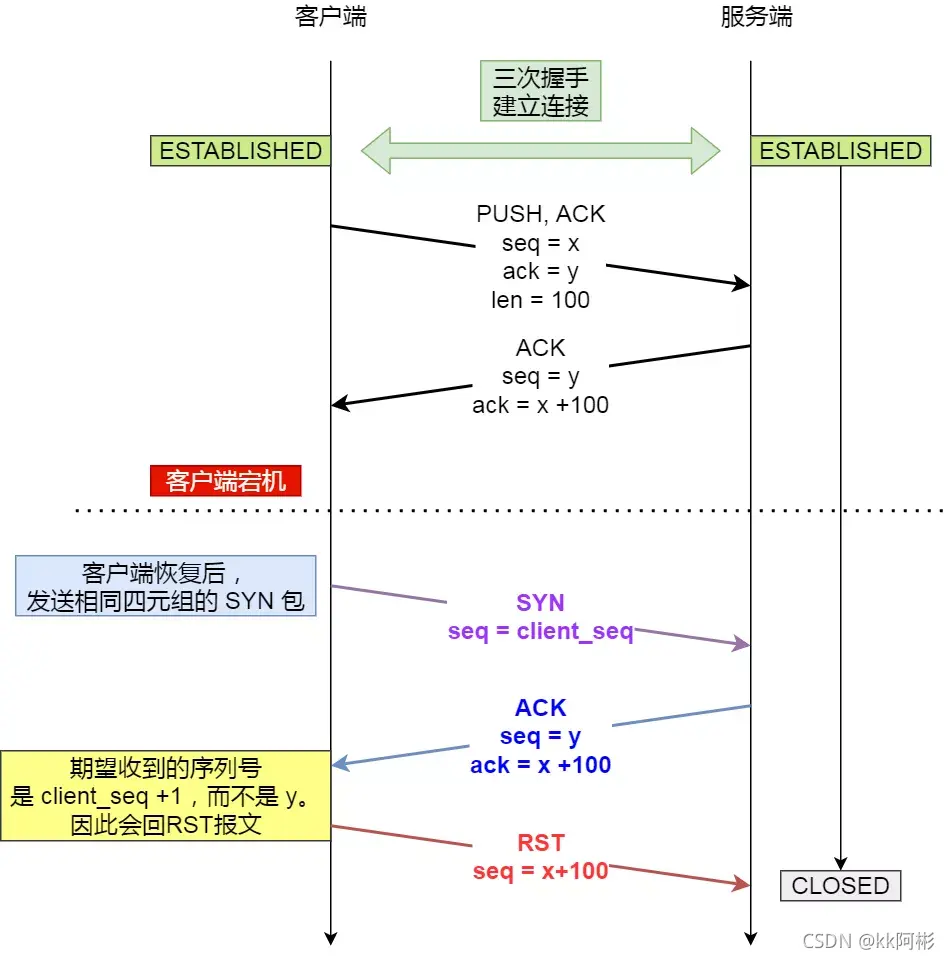 客户端
服务端
三次握手
建立连接
ESTABLISHED
ESTABLISHED
PUSH, ACK
seq = x
ack = y
len = 100
ACK
seq = y
ack = x +100
客户端宕机
客户端恢复后，
发送相同四元组的 SYN 包
SYN
seq = client_seq
ACK
seq = y
ack = x +100
期望收到的序列号
是 client_seq +1，而不是 y。
因此会回RST报文
RST
seq = x+100
CLOSED
CSDN @kk阿彬